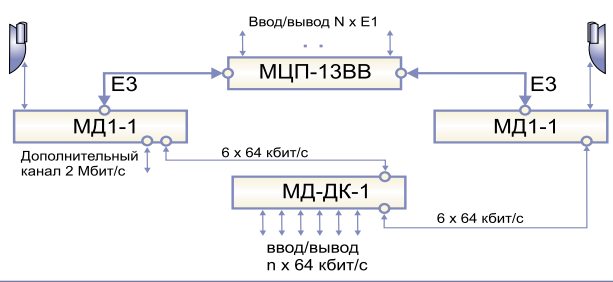 Ввод/вывод N x E1
МЦП-13ВВ
E3
E3
МД1-1
МД1-1
Дополнительный
канал 2 Мбит/с
6 x 64 кбит/с
МД-ДК-1
6 x 64 кбит/с
ввод/вывод
n x 64 кбит/с